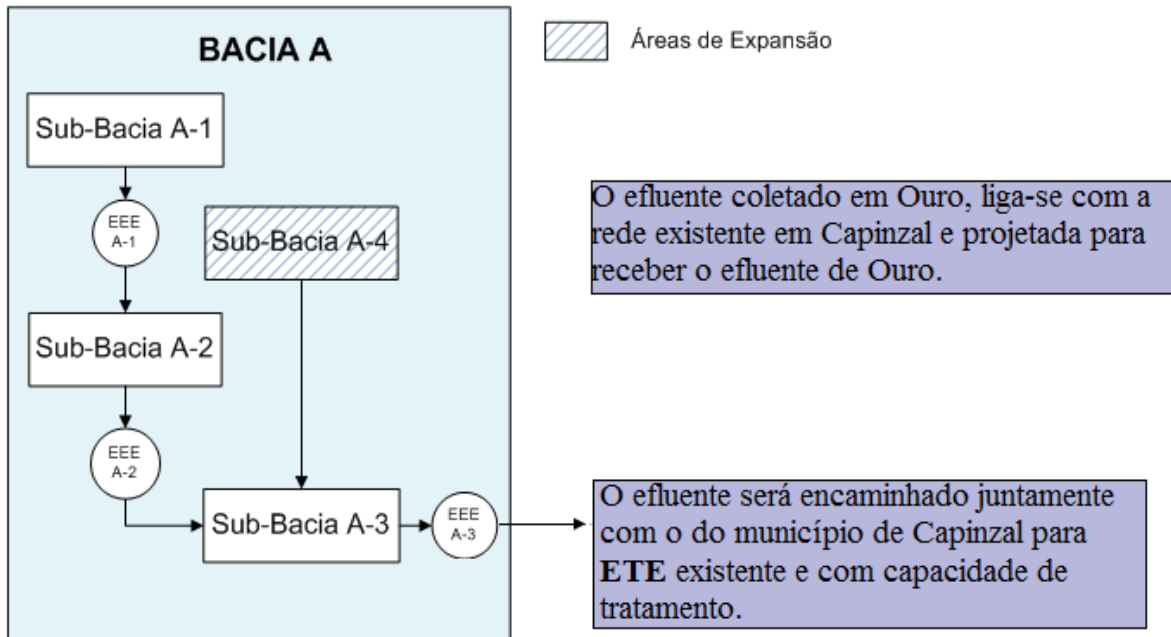 BACIA A
Áreas de Expansão
Sub-Bacia A-1
EEE
A-1
Sub-Bacia A-4
O efluente coletado em Ouro, liga-se com a
rede existente em Capinzal e projetada para
receber o efluente de Ouro.
Sub-Bacia A-2
EEE
A-2
Sub-Bacia A-3
EEE
A-3
O efluente será encaminhado juntamente
com o do município de Capinzal para
ETE existente e com capacidade de
tratamento.